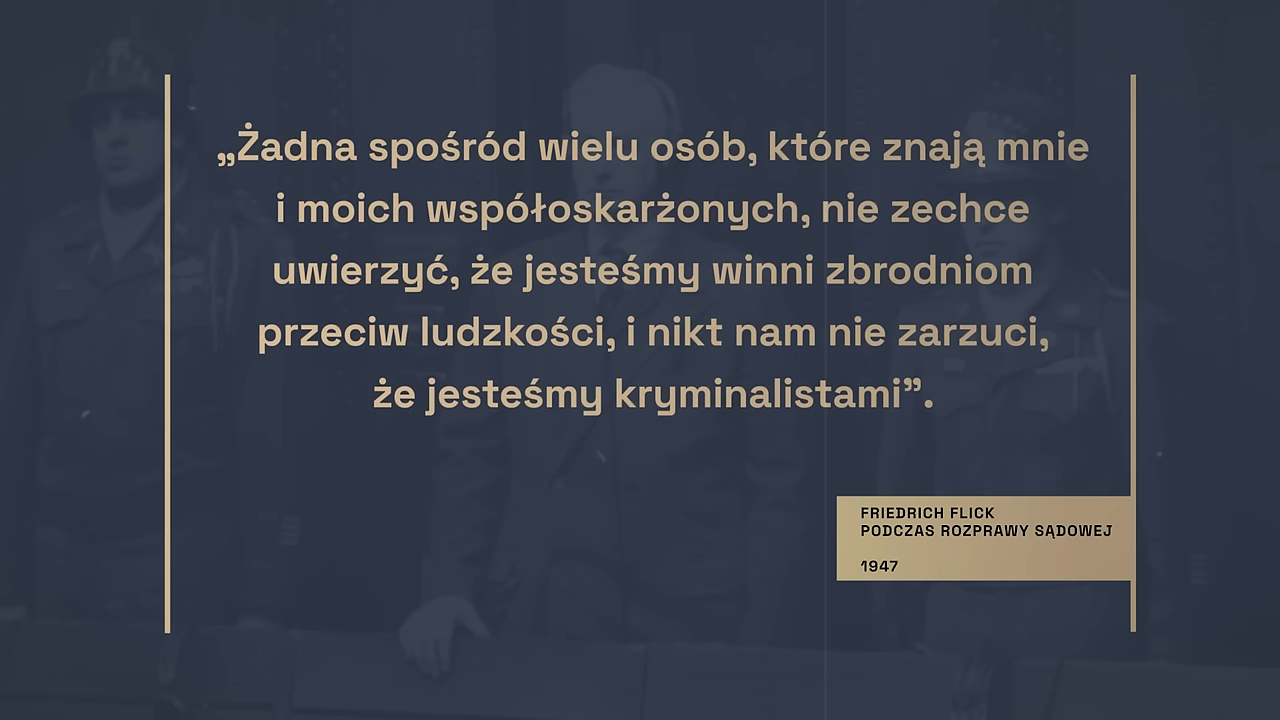 „Żadna spośród wielu osób, które znają mnie
i moich współoskarżonych, nie zechce
uwierzyć, że jesteśmy winni zbrodniom
przeciw ludzkości, i nikt nam nie zarzuci,
że jesteśmy kryminalistami”.
FRIEDRICH FLICK
PODCZAS ROZPRAWY SĄDOWEJ
1947